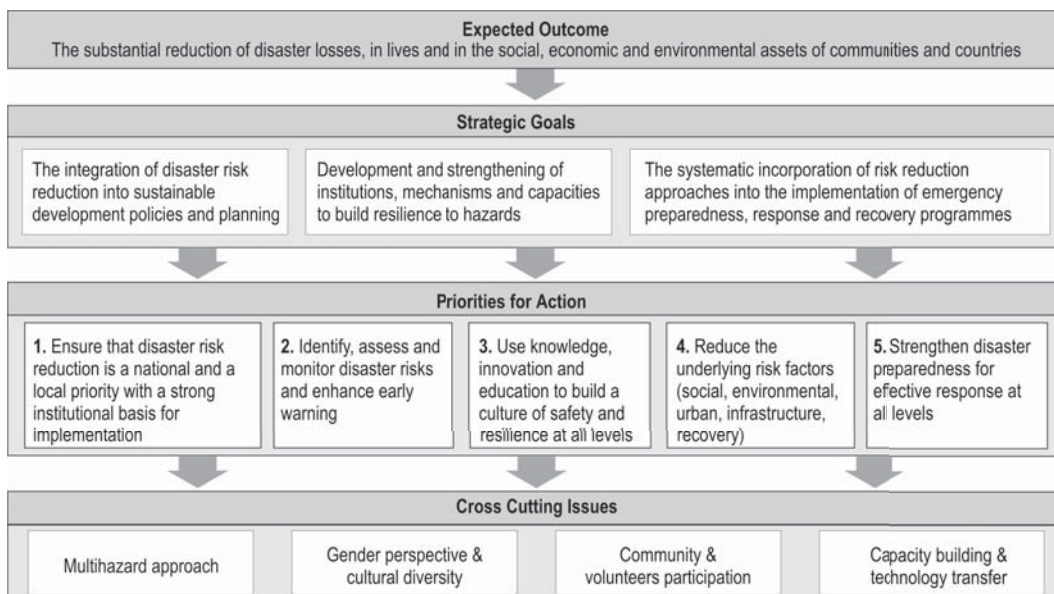 Expected Outcome
The substantial reduction of disaster losses, in lives and in the social, economic and environmental assets of communities and countries
Strategic Goals
The integration of disaster risk
reduction into sustainable
development policies and planning
Development and strengthening of
institutions, mechanisms and capacities
to build resilience to hazards
The systematic incorporation of risk reduction
approaches into the implementation of emergency
preparedness, response and recovery programmes
Priorities for Action
1. Ensure that disaster risk
reduction is a national and a
local priority with a strong
institutional basis for
implementation
2. Identify, assess and
monitor disaster risks
and enhance early
warning
3. Use knowledge,
innovation and
education to build a
culture of safety and
resilience at all levels
4. Reduce the
underlying risk factors
(social, environmental,
urban, infrastructure,
recovery)
5. Strengthen disaster
preparedness for
effective response at
all levels
Cross Cutting Issues
Multihazard approach
Gender perspective &
cultural diversity
Community &
volunteers participation
Capacity building &
technology transfer